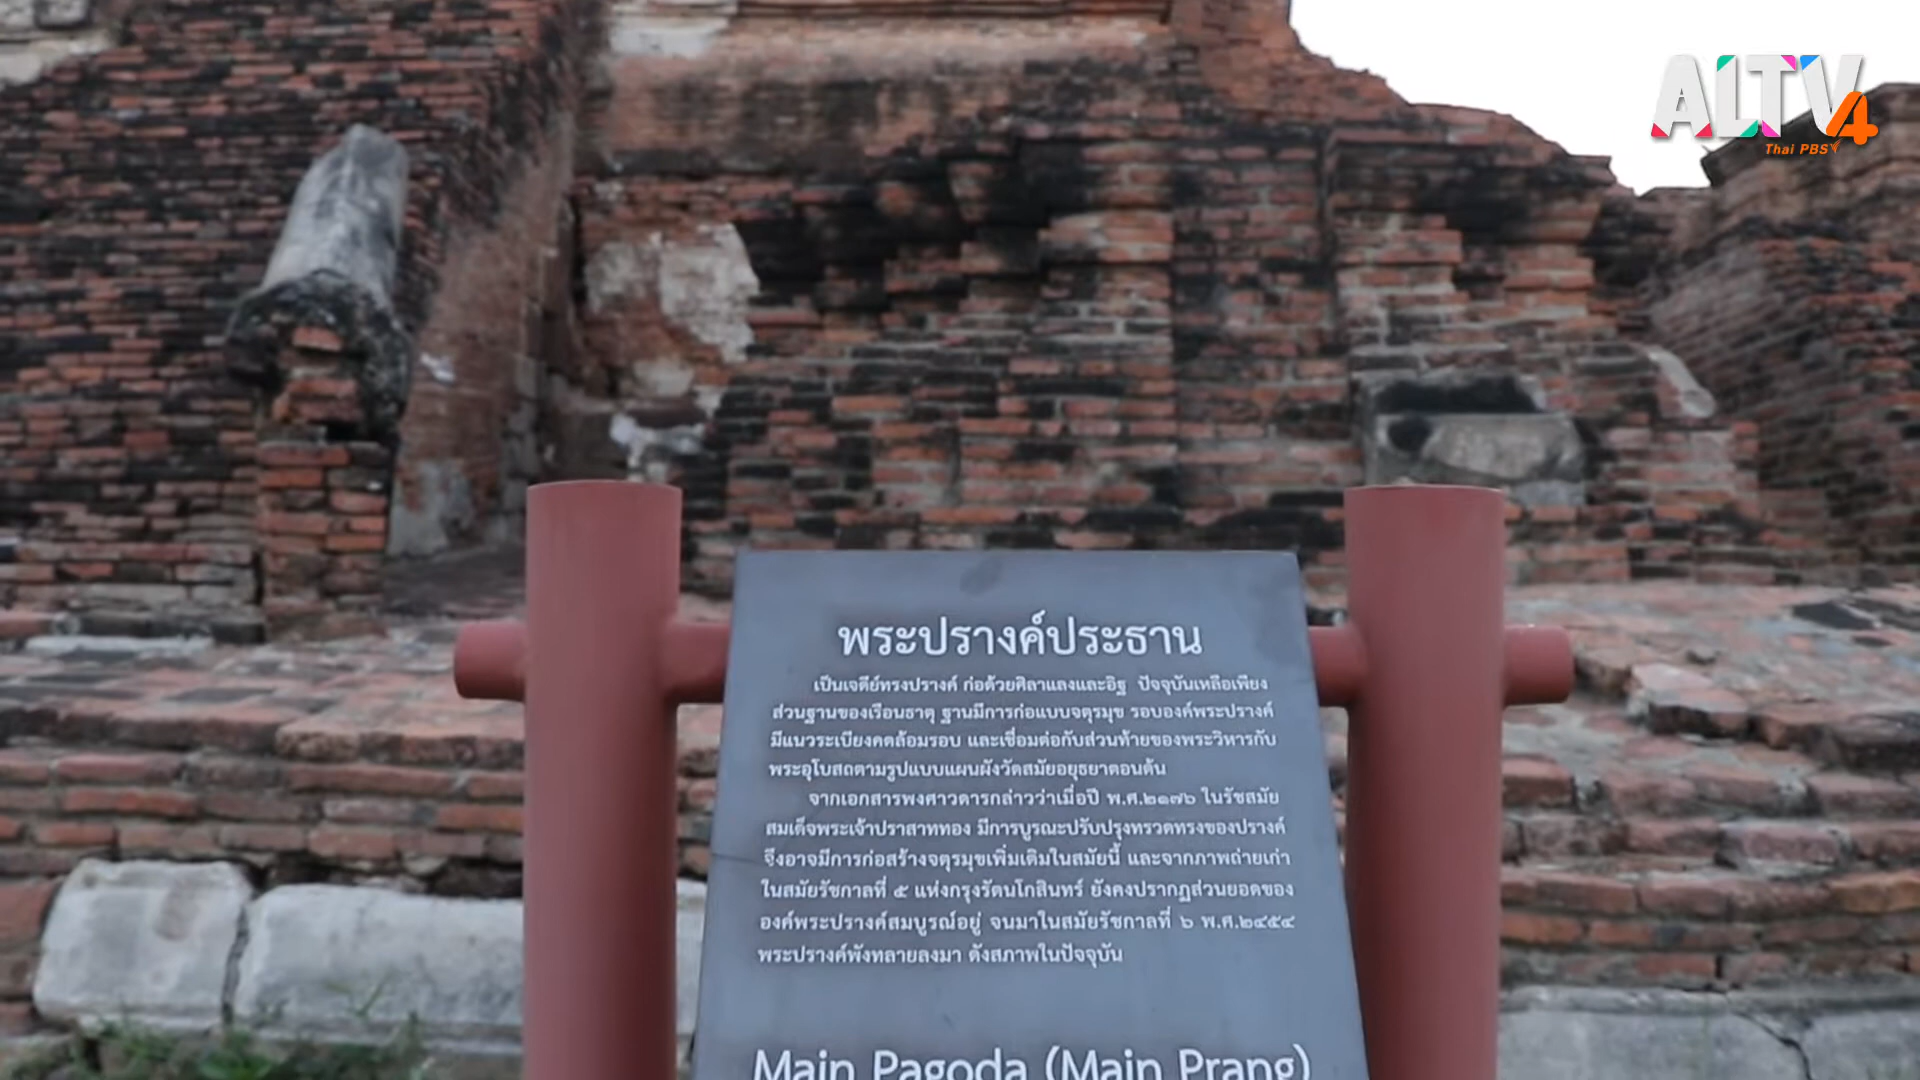 ALTV4
Thai PBS
พระปรางค์ประธาน
เป็นเจดีย์ทรงปรางค์ ก่อด้วยศิลาแลงและอิฐ ปัจจุบันเหลือเพียง
ส่วนฐานของเรือนธาตุ ฐานมีการก่อแบบจตุรมุข รอบองค์พระปรางค์
มีแนวระเบียงคดล้อมรอบ และเชื่อมต่อกับส่วนท้ายของพระวิหารกับ
พระอุโบสถตามรูปแบบแผนผังวัดสมัยอยุธยาตอนต้น
จากเอกสารพงศาวดารกล่าวว่าเมื่อปี พ.ศ.๒๑๗๖ ในรัชสมัย
สมเด็จพระเจ้าปราสาททอง มีการบูรณะปรับปรุงทรวดทรงของปรางค์
จึงอาจมีการก่อสร้างจตุรมุขเพิ่มเติมในสมัยนี้ และจากภาพถ่ายเก่า
ในสมัยรัชกาลที่ ๕ แห่งกรุงรัตนโกสินทร์ ยังคงปรากฏส่วนยอดของ
องค์พระปรางค์สมบูรณ์อยู่ จนมาในสมัยรัชกาลที่ ๖ พ.ศ.๒๔๕๔
พระปรางค์พังทลายลงมา ดังสภาพในปัจจุบัน
Main Pagoda (Main Prang)